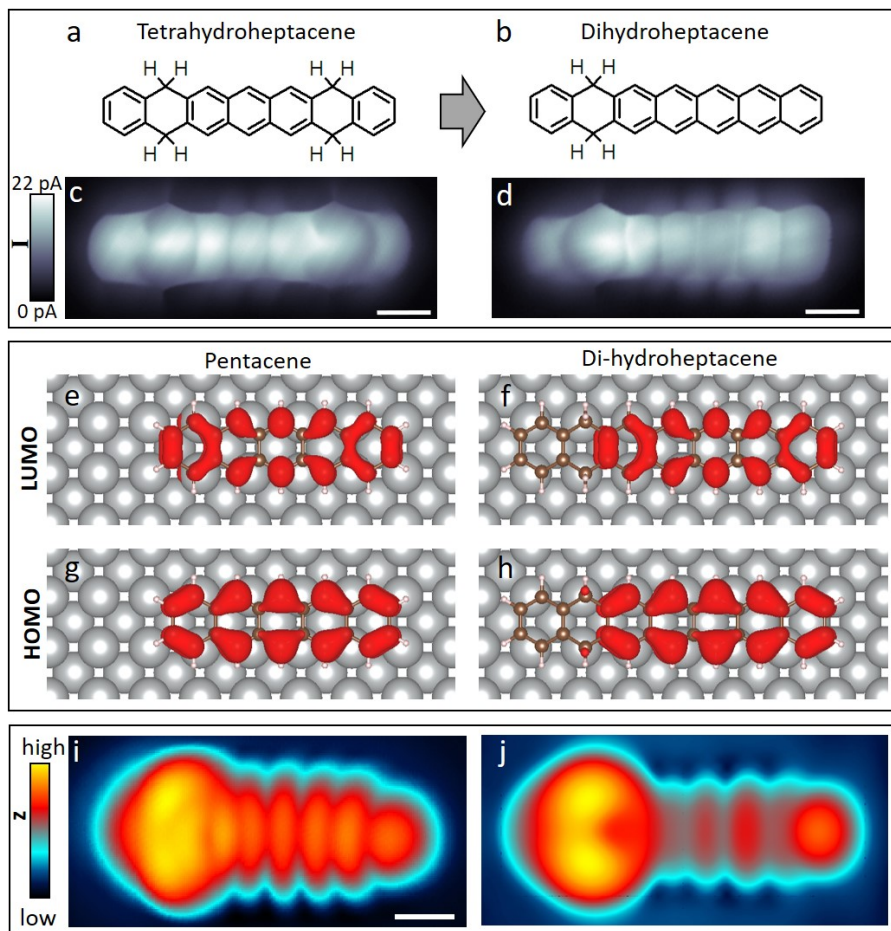 a Tetrahydroheptacene b Dihydroheptacene
H H H H H H
H H H H H H
22 pA c d
I
0 pA
Pentacene Di-hydroheptacene
e f
LUMO
g h
HOMO
high i j
z
low